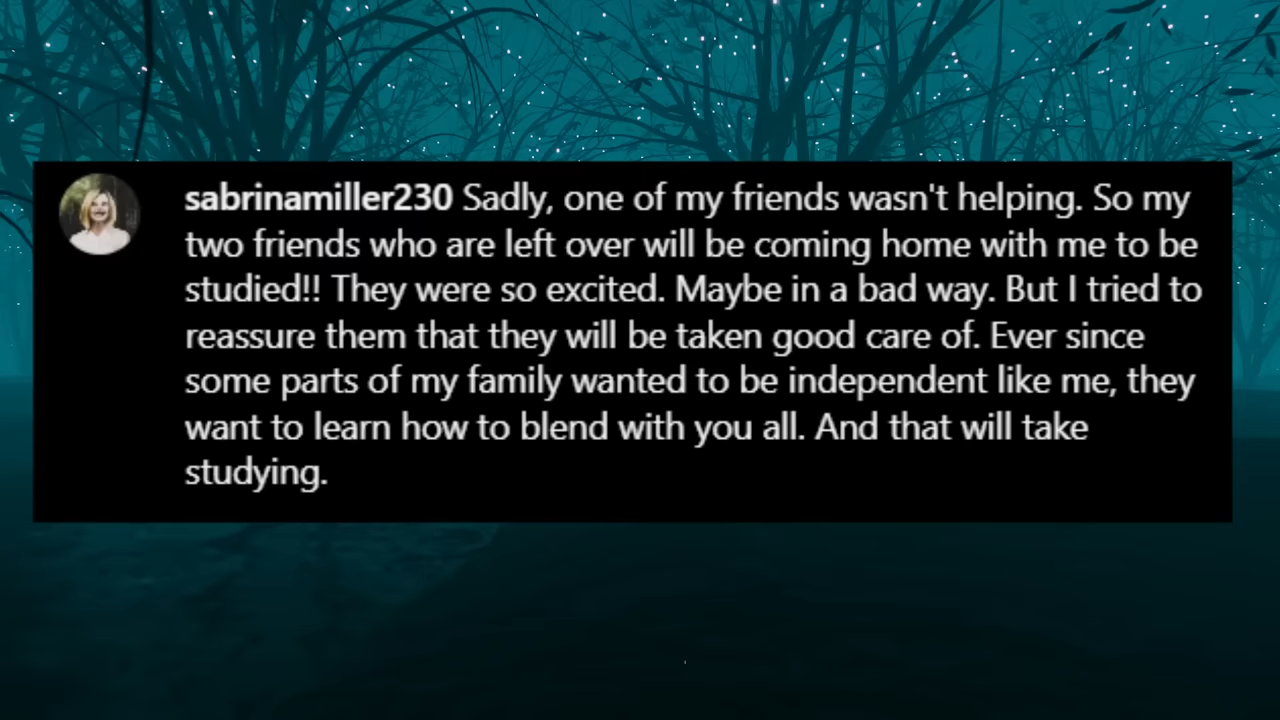 sabrinamiller230 Sadly, one of my friends wasn't helping. So my
two friends who are left over will be coming home with me to be
studied!! They were so excited. Maybe in a bad way. But I tried to
reassure them that they will be taken good care of. Ever since
some parts of my family wanted to be independent like me, they
want to learn how to blend with you all. And that will take
studying.